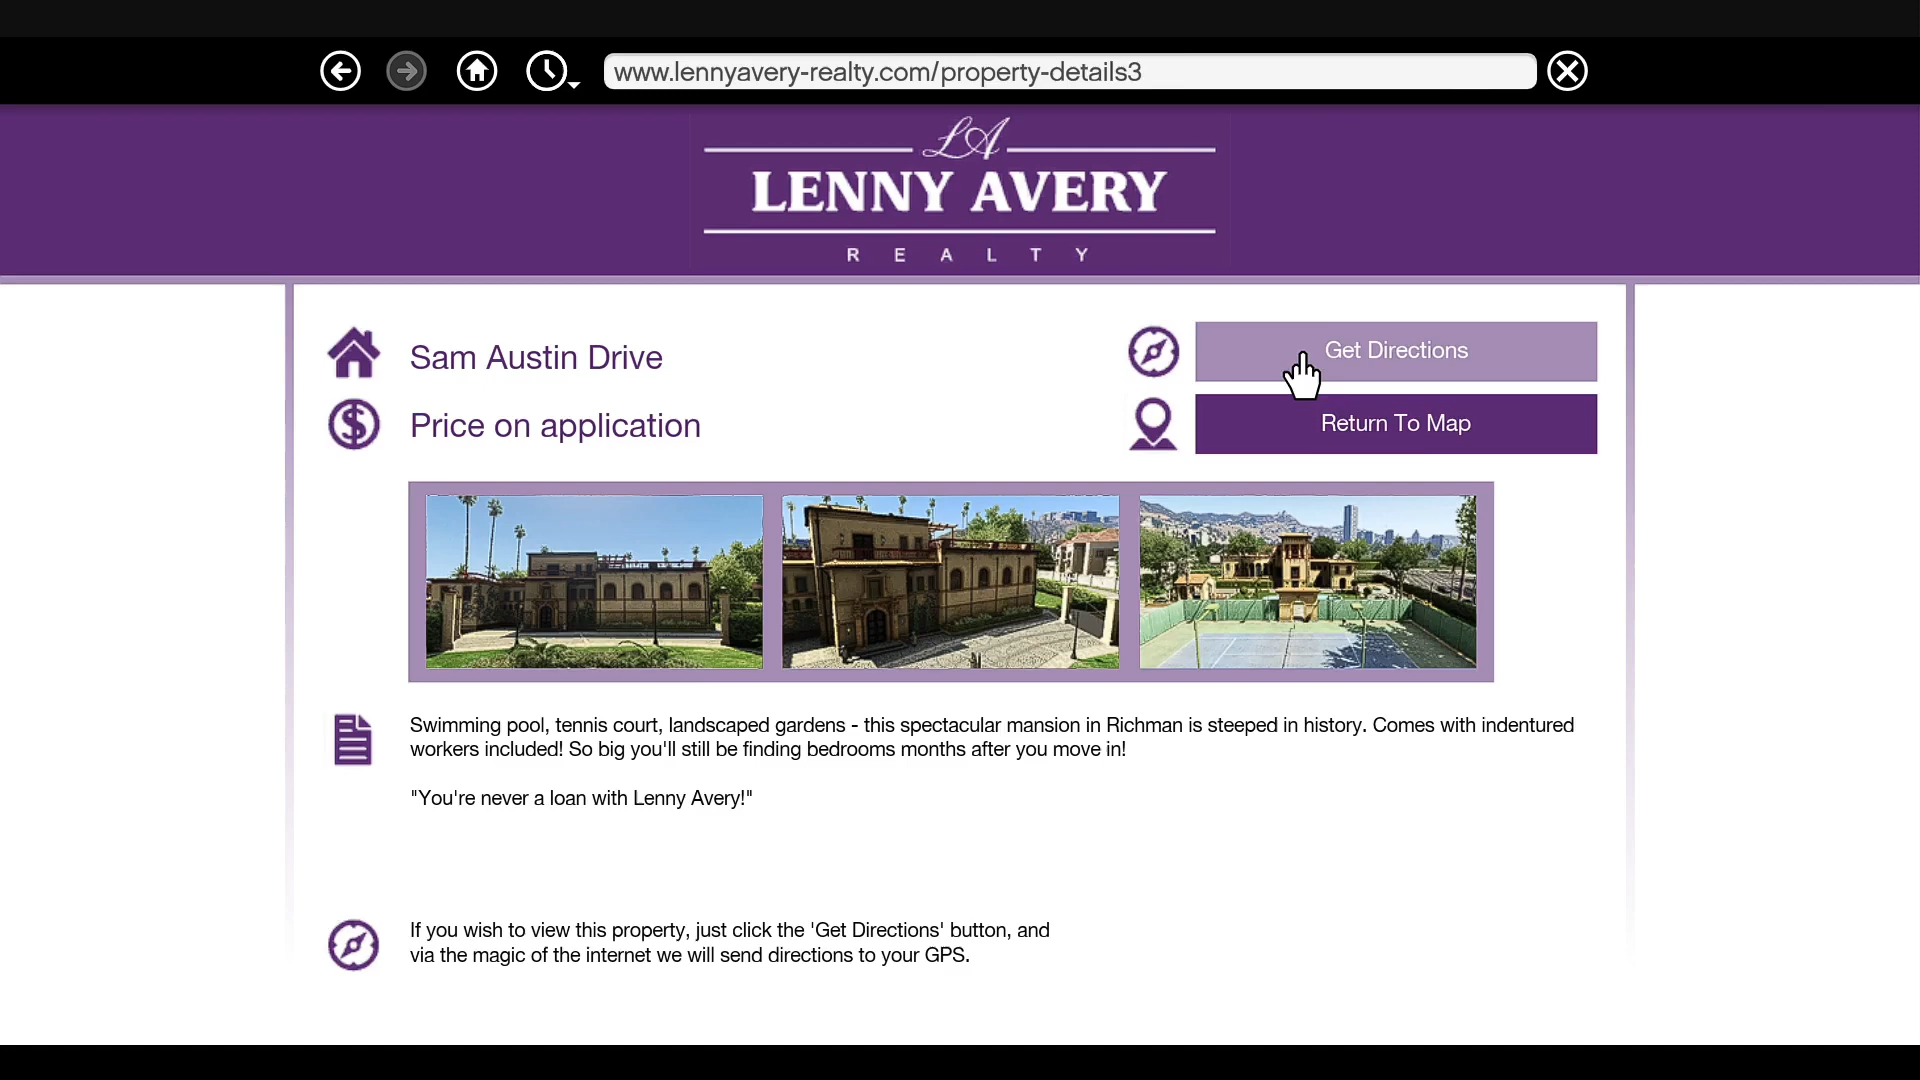 www.lennyavery-realty.com/property-details3
LA
LENNY AVERY
REALTY
Sam Austin Drive
Get Directions
Price on application
Return To Map
Swimming pool, tennis court, landscaped gardens - this spectacular mansion in Richman is steeped in history. Comes with indentured
workers included! So big you'll still be finding bedrooms months after you move in!
"You're never a loan with Lenny Avery!"
If you wish to view this property, just click the 'Get Directions' button, and
via the magic of the internet we will send directions to your GPS.